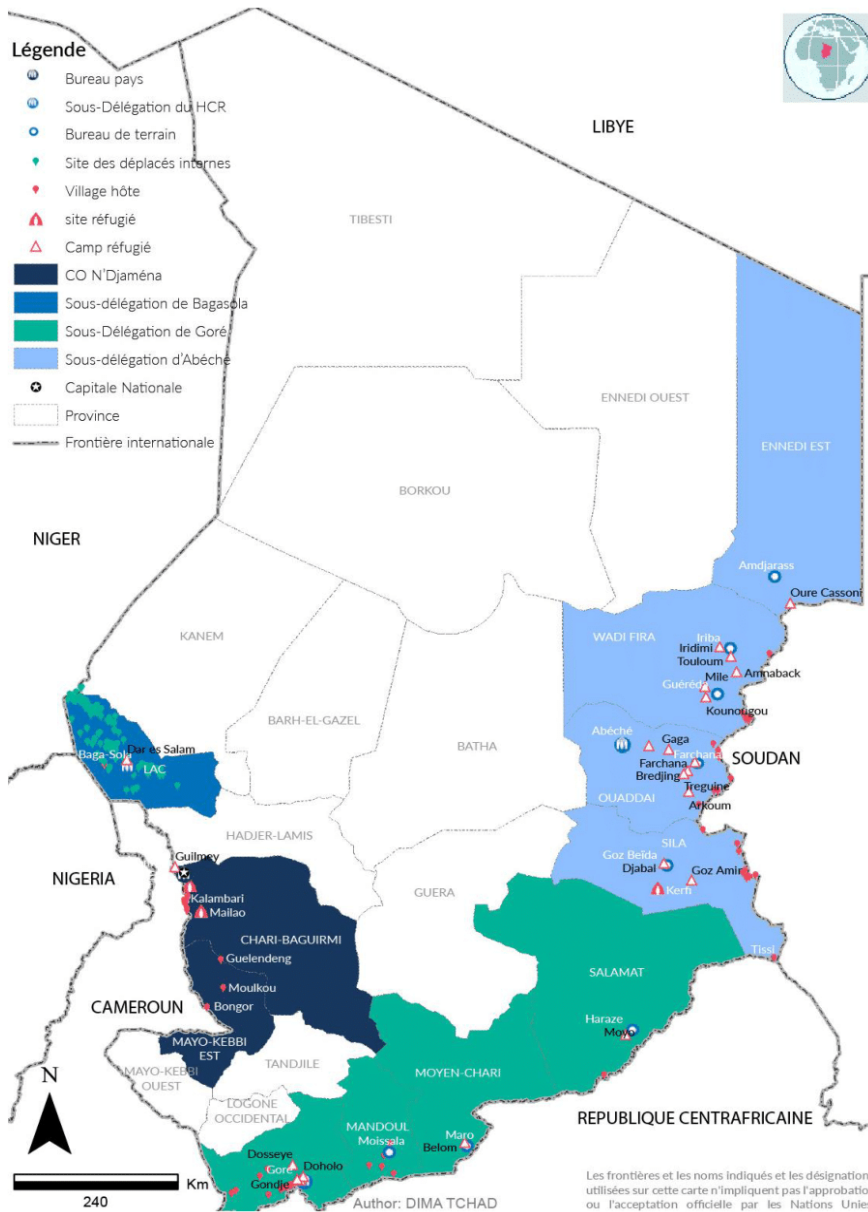 Légende
Bureau pays
Sous-Délégation du HCR
Bureau de terrain
Site des déplacés internes
Village hôte
site réfugié
Camp réfugié
CO N'Djaména
Sous-délégation de Bagasola
Sous-Délégation de Goré
Sous-délégation d'Abéché
Capitale Nationale
Province
Frontière internationale
LIBYE
TIBESTI
ENNEDI OUEST
ENNEDI EST
BORKOU
NIGER
Amdjarass
Oure Cassoni
KANEM
WADI FIRA
Iriba
Iridimi
Touloum
Mile
Amnaback
Guéréda
Kounougou
BARH-EL-GAZEL
BATHA
Abéché
Gaga
Farchana
SOUDAN
Dar es Salam
Baga-Sola
LAC
Farchana
Bredjing
Treguine
OUADDAI
Arkoum
HADJER-LAMIS
SILA
Goz Beïda
Djabal
Goz Amir
Kerfi
Guilmey
NIGERIA
GUERA
Kalambari
Mailao
CHARI-BAGUIRMI
Guelendeng
Tissi
SALAMAT
Moulkou
CAMEROUN
Bongor
Haraze
Moyo
MAYO-KEBBI
EST
MAYO-KEBBI
OUEST
TANDJILE
MOYEN-CHARI
N
LOGONE
OCCIDENTAL
MANDOUL
Moissala
Maro
Belom
REPUBLIQUE CENTRAFRICAINE
Dosseye
Goré
Doholo
Gondje
240
Km
Author: DIMA TCHAD
Les frontières et les noms indiqués et les désignation
utilisées sur cette carte n'impliquent pas l'approbatio
ou l'acceptation officielle par les Nations Unie